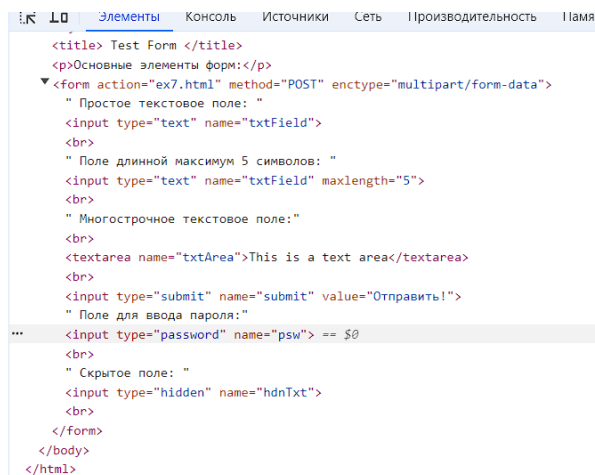 Элементы Консоль Источники Сеть Производительность
<title> Test Form </title>
<p>Основные элементы форм:</p>
<form action="ex7.html" method="POST" enctype="multipart/form-data">
" Простое текстовое поле: "
<input type="text" name="txtField">
<br>
" Поле длинной максимум 5 символов: "
<input type="text" name="txtField" maxlength="5">
<br>
" Многострочное текстовое поле:"
<br>
<textarea name="txtArea">This is a text area</textarea>
<br>
<input type="submit" name="submit" value="Отправить!">
" Поле для ввода пароля:"
<input type="password" name="psw"> == $0
<br>
" Скрытое поле: "
<input type="hidden" name="hdnTxt">
<br>
</form>
</body>
</html>